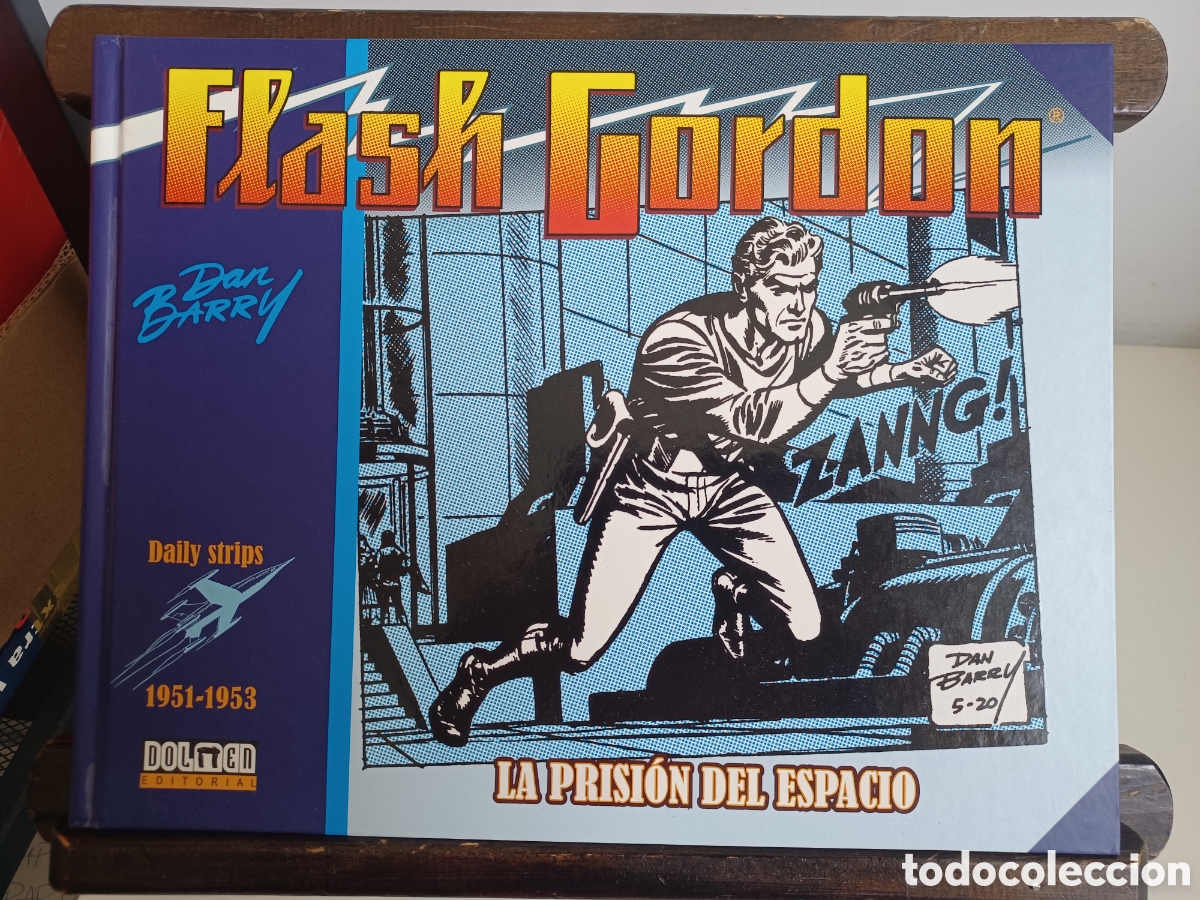 Flash Gordon®
Dan
BARRY
ZANNG!
Daily strips
1951-1953
DOLMEN
EDITORIAL
DAN
BARRY
5-20
LA PRISIÓN DEL ESPACIO
todocoleccion